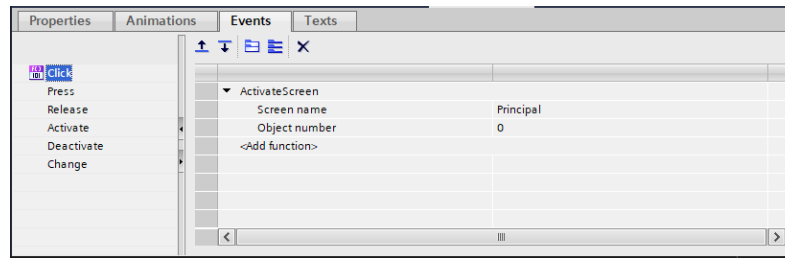 Properties Animations Events Texts
Click
Press
Release
Activate
Deactivate
Change
ActivateScreen
Screen name Principal
Object number 0
<Add function>